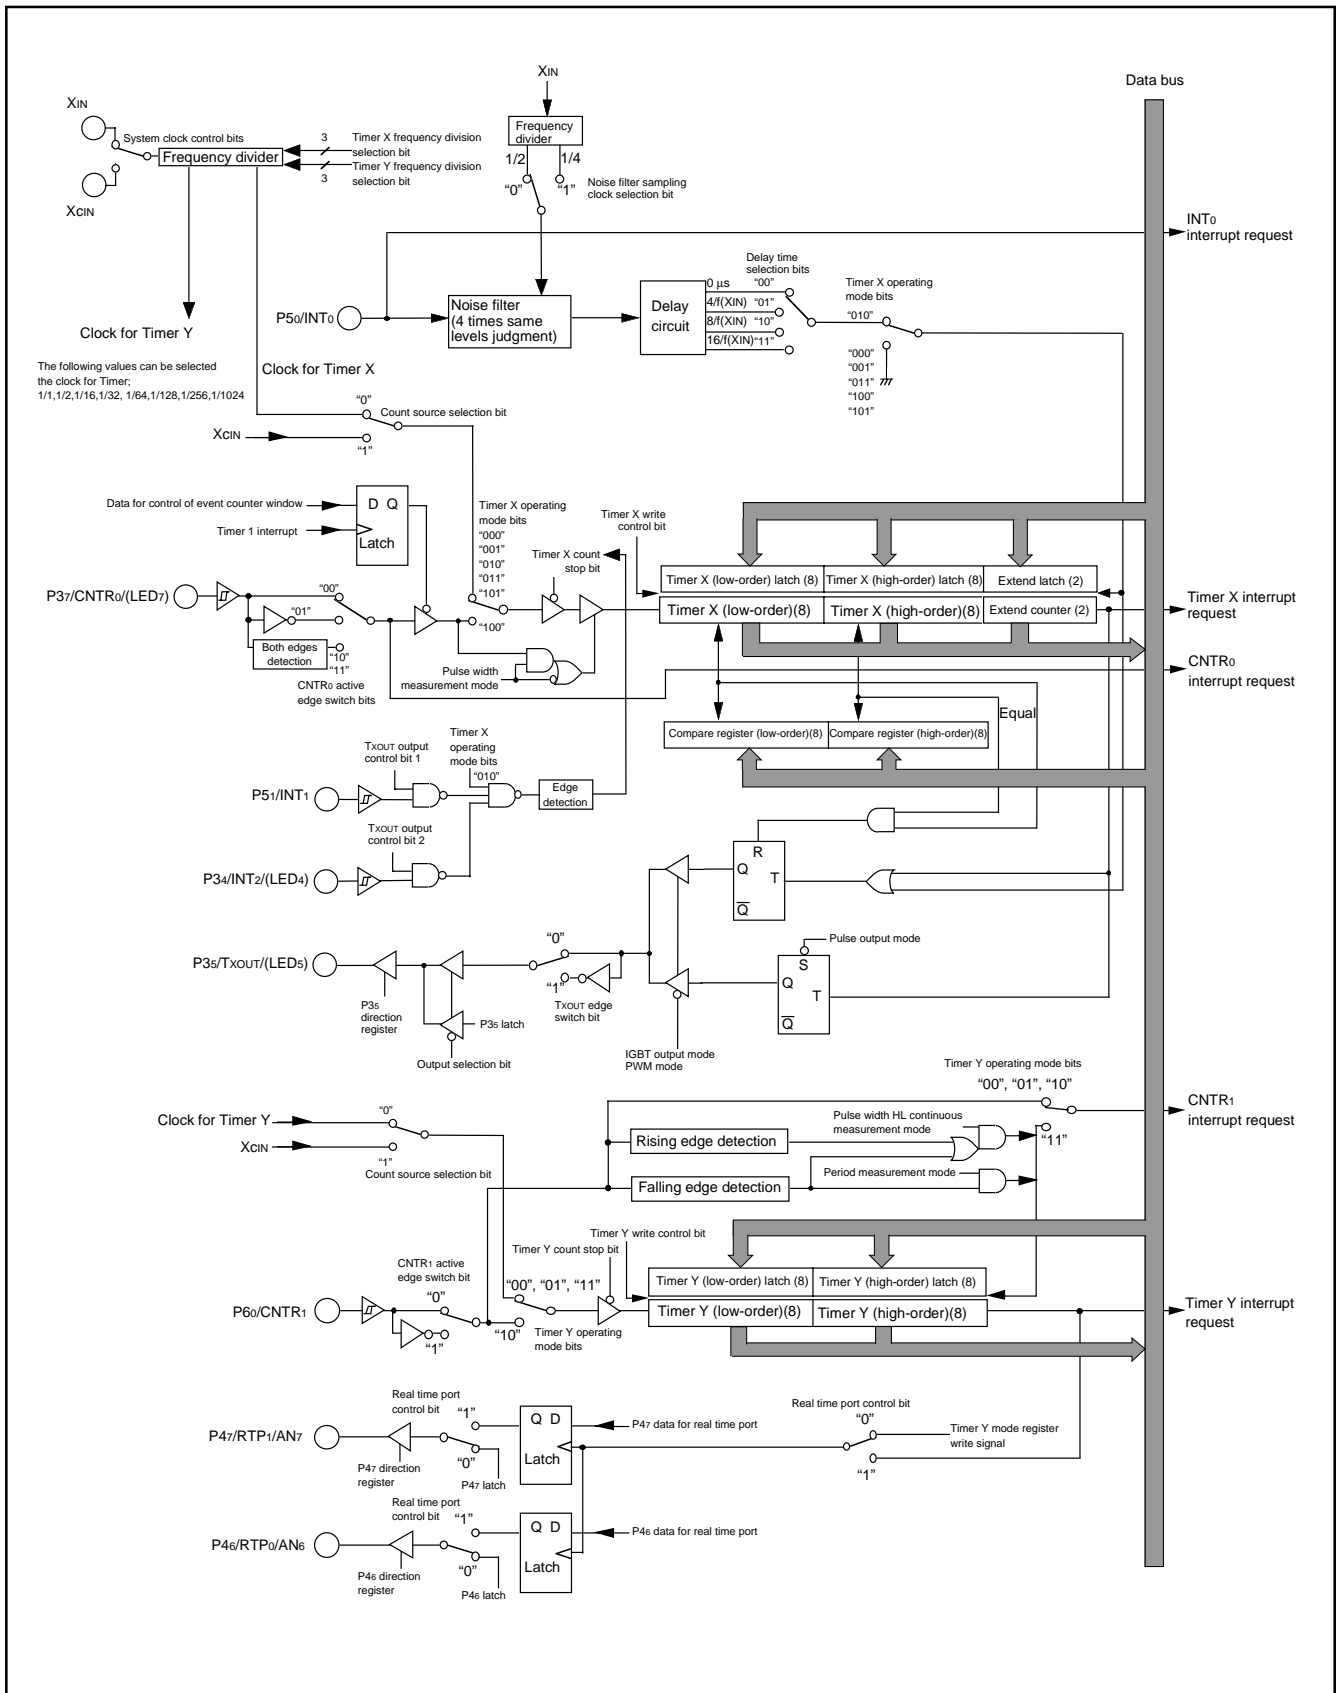 XIN
Data bus
XIN
System clock control bits
Frequency divider
3
Timer X frequency division
selection bit
Timer Y frequency division
selection bit
3
XCIN
Frequency
divider
1/2
1/4
“0”
“1”
Noise filter sampling
clock selection bit
INT0
interrupt request
Clock for Timer Y
The following values can be selected
the clock for Timer;
1/1,1/2,1/16,1/32, 1/64,1/128,1/256,1/1024
P50/INT0
Noise filter
(4 times same
levels judgment)
Delay
circuit
Delay time
selection bits
0 µs “00”
4/f(XIN) “01”
8/f(XIN) “10”
16/f(XIN) “11”
Timer X operating
mode bits
“010”
“000”
“001”
“011”
“100”
“101”
Clock for Timer X
“0”
Count source selection bit
XCIN
“1”
Data for control of event counter window
Timer 1 interrupt
D Q
Latch
Timer X operating
mode bits
“000”
“001”
“010”
“011”
“101”
“100”
Timer X count
stop bit
Timer X write
control bit
Timer X (low-order) latch (8)
Timer X (high-order) latch (8)
Extend latch (2)
Timer X (low-order)(8)
Timer X (high-order)(8)
Extend counter (2)
Timer X interrupt
request
P37/CNTR0/(LED7)
“00”
“01”
Both edges
detection
“10”
“11”
CNTR0 active
edge switch bits
Pulse width
measurement mode
CNTR0
interrupt request
Equal
Compare register (low-order)(8)
Compare register (high-order)(8)
TXOUT output
control bit 1
Timer X
operating
mode bits
“010”
P51/INT1
Edge
detection
TXOUT output
control bit 2
P34/INT2/(LED4)
R
Q
T
Q
Pulse output mode
S
Q
T
Q
P35/TXOUT/(LED5)
“0”
“1”
TXOUT edge
switch bit
P35
direction
register
P35 latch
Output selection bit
IGBT output mode
PWM mode
Timer Y operating mode bits
“00”, “01”, “10”
“11”
CNTR1
interrupt request
Clock for Timer Y
“0”
XCIN
“1”
Count source selection bit
Pulse width HL continuous
measurement mode
Rising edge detection
Period measurement mode
Falling edge detection
Timer Y write control bit
Timer Y count stop bit
CNTR1 active
edge switch bit
“0”
“1”
P60/CNTR1
“00”, “01”, “11”
“10”
Timer Y operating
mode bits
Timer Y (low-order) latch (8)
Timer Y (high-order) latch (8)
Timer Y (low-order)(8)
Timer Y (high-order)(8)
Timer Y interrupt
request
Real time port
control bit
“1”
“0”
P47/RTP1/AN7
P47 direction
register
P47 latch
Q D
Latch
P47 data for real time port
Real time port control bit
“0”
“1”
Timer Y mode register
write signal
Real time port
control bit
“1”
“0”
P46/RTP0/AN6
P46 direction
register
P46 latch
Q D
Latch
P46 data for real time port